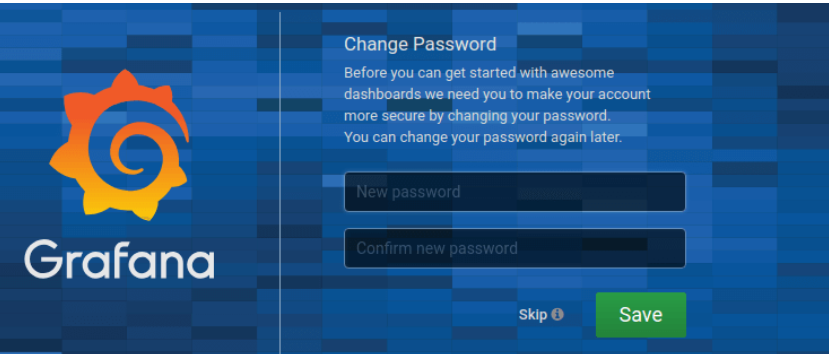 Grafana
Change Password
Before you can get started with awesome
dashboards we need you to make your account
more secure by changing your password.
You can change your password again later.
New password
Confirm new password
Skip
Save